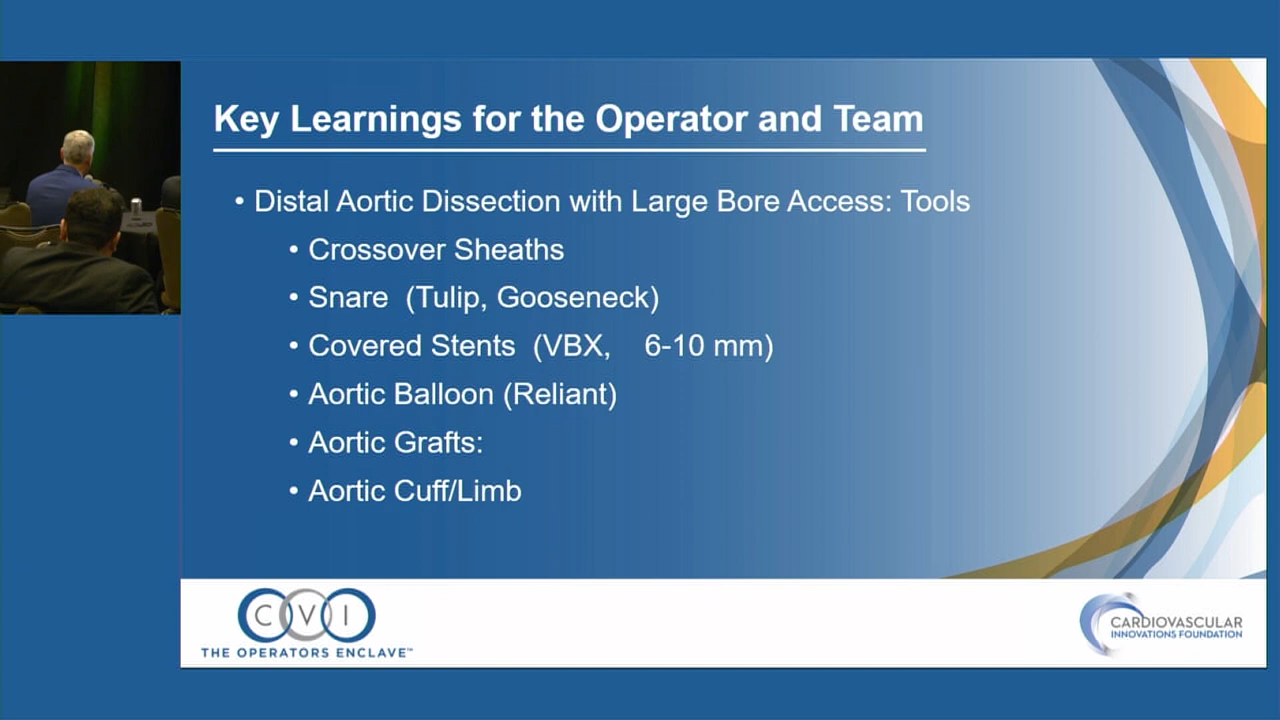 Key Learnings for the Operator and Team
• Distal Aortic Dissection with Large Bore Access: Tools
• Crossover Sheaths
• Snare (Tulip, Gooseneck)
• Covered Stents (VBX, 6-10 mm)
• Aortic Balloon (Reliant)
• Aortic Grafts:
• Aortic Cuff/Limb
CVI
THE OPERATORS ENCLAVE™
CARDIOVASCULAR
INNOVATIONS FOUNDATION